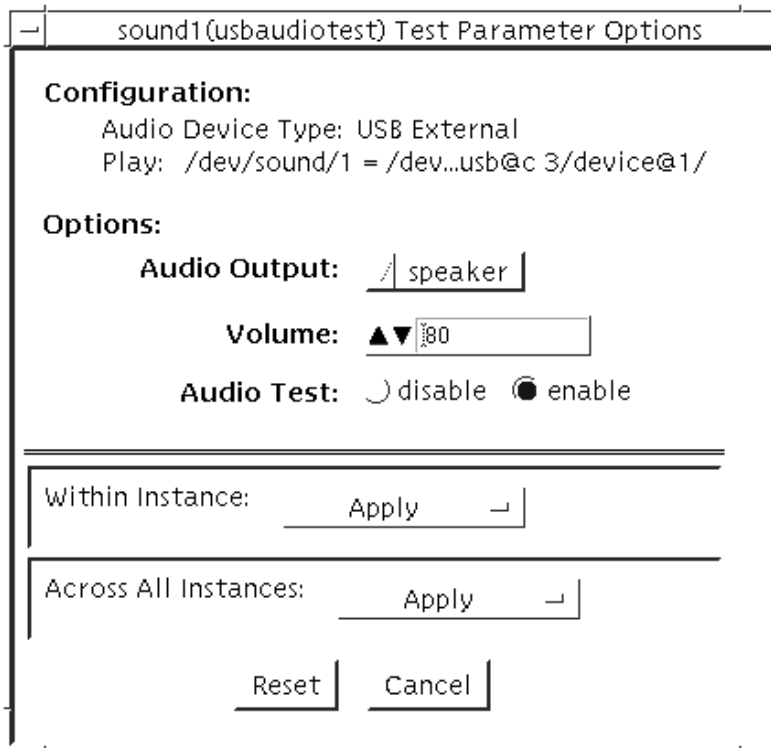 sound1(usbaudiotest) Test Parameter Options
Configuration:
Audio Device Type: USB External
Play: /dev/sound/1 = /dev...usb@c 3/device@1/
Options:
Audio Output: speaker
Volume: 80
Audio Test: disable enable
Within Instance: Apply
Across All Instances: Apply
Reset Cancel